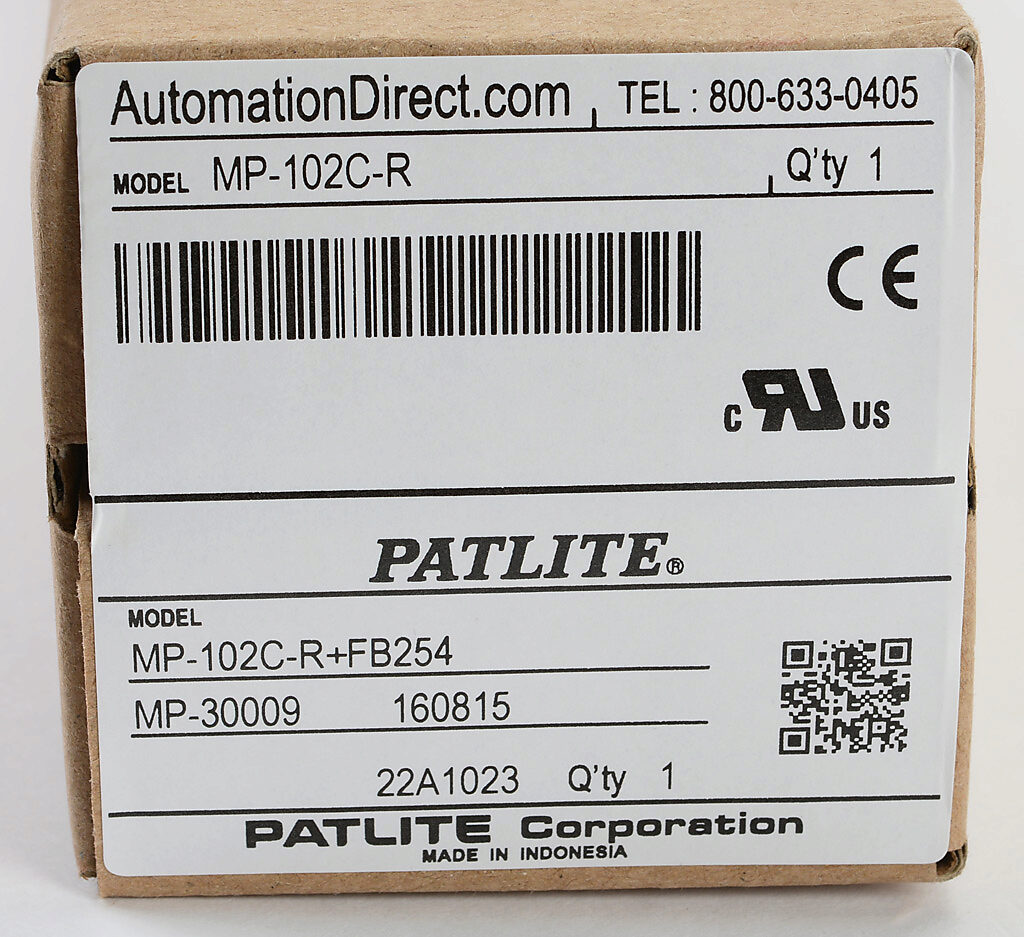 AutomationDirect.com, TEL : 800-633-0405
MODEL MP-102C-R, Q'ty 1
CE
C RU US
PATLITE®
MODEL
MP-102C-R+FB254
MP-30009 160815
22A1023 Q'ty 1
PATLITE Corporation
MADE IN INDONESIA